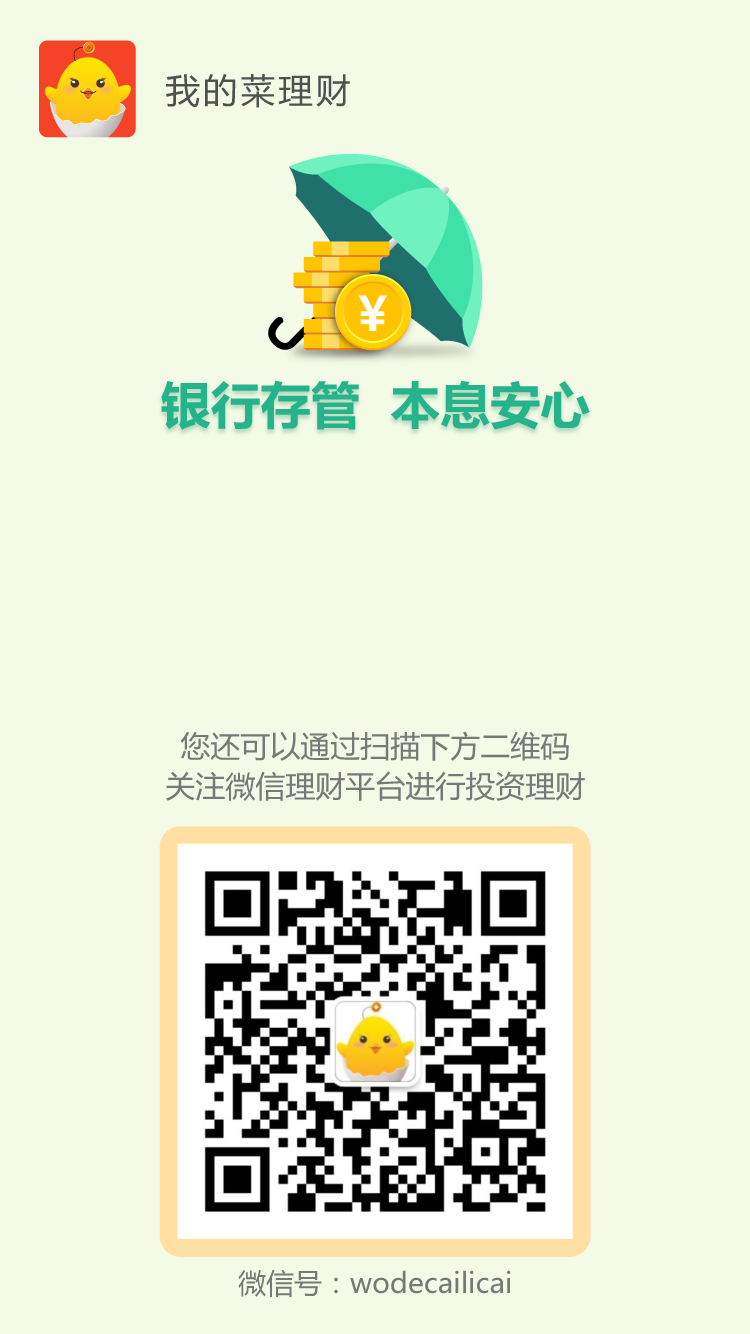 我的菜理财
¥
银行存管 本息安心
您还可以通过扫描下方二维码
关注微信理财平台进行投资理财
微信号：wodecailicai